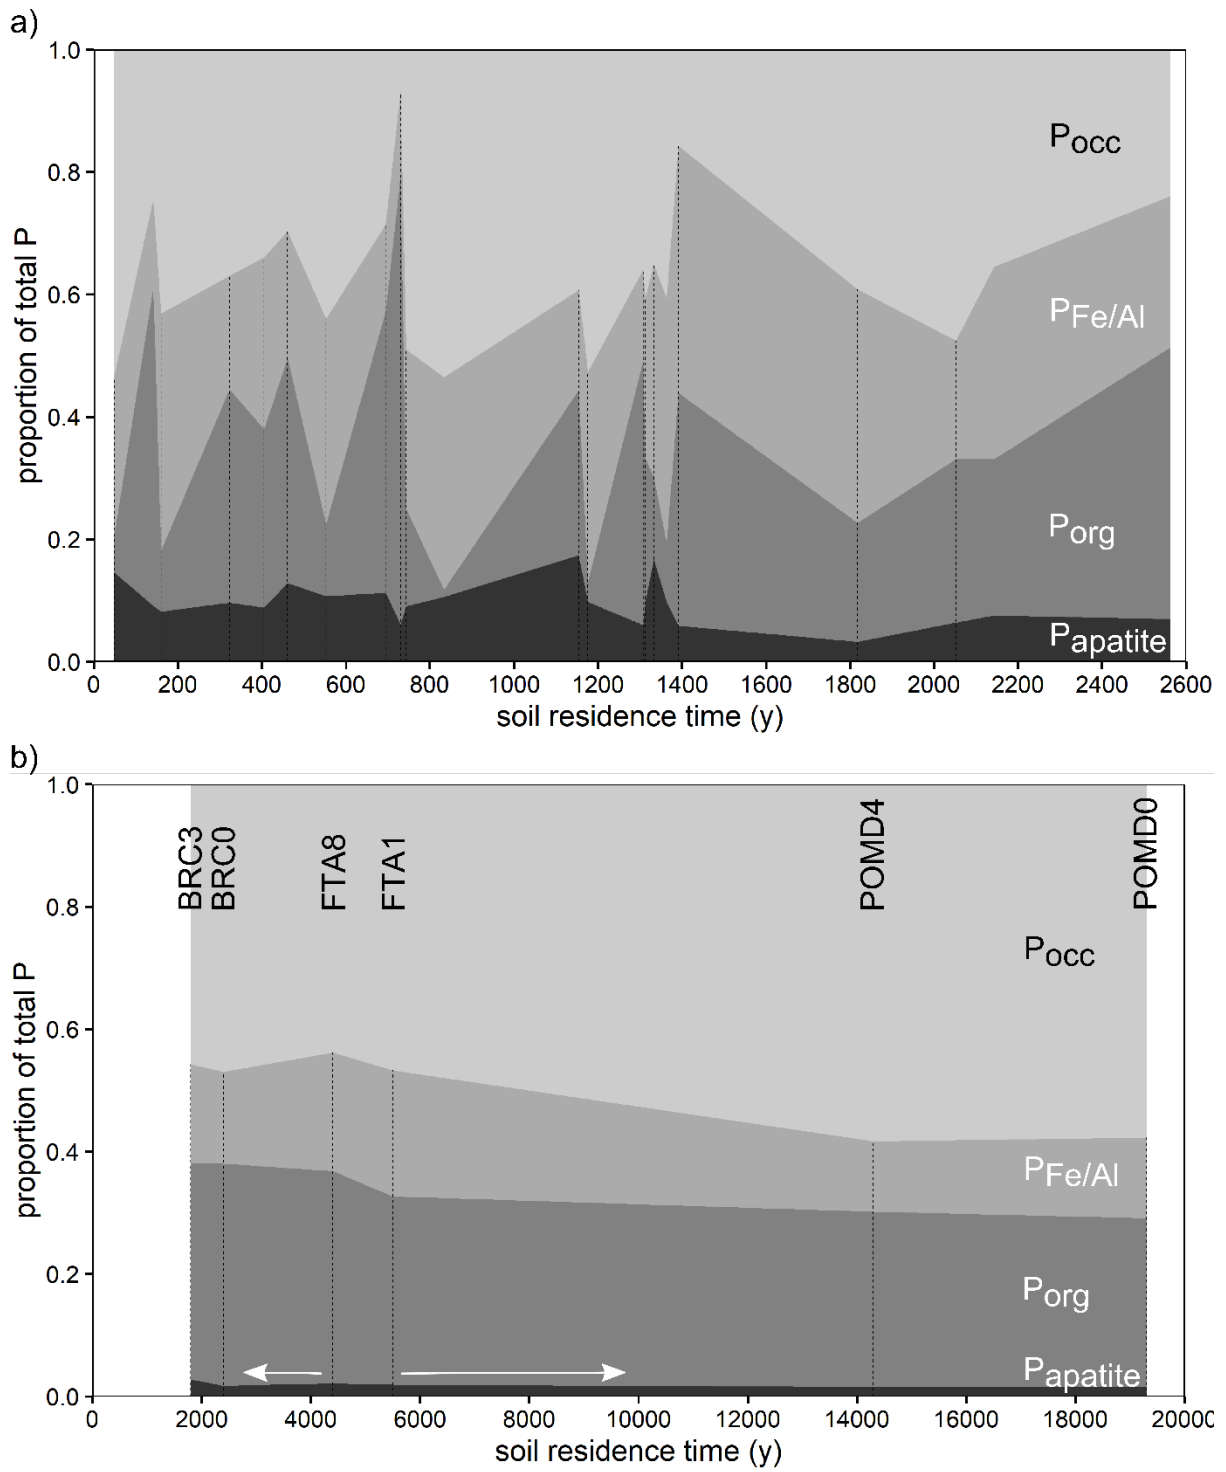 a)
1.0
0.8
0.6
0.4
0.2
0.0
proportion of total P
Pocc
PFe/Al
Porg
Papatite
0 200 400 600 800 1000 1200 1400 1600 1800 2000 2200 2400 2600
soil residence time (y)
b)
1.0
0.8
0.6
0.4
0.2
0.0
proportion of total P
BRC3
BRC0
FTA8
FTA1
POMD4
POMD0
Pocc
PFe/Al
Porg
Papatite
0 2000 4000 6000 8000 10000 12000 14000 16000 18000 20000
soil residence time (y)